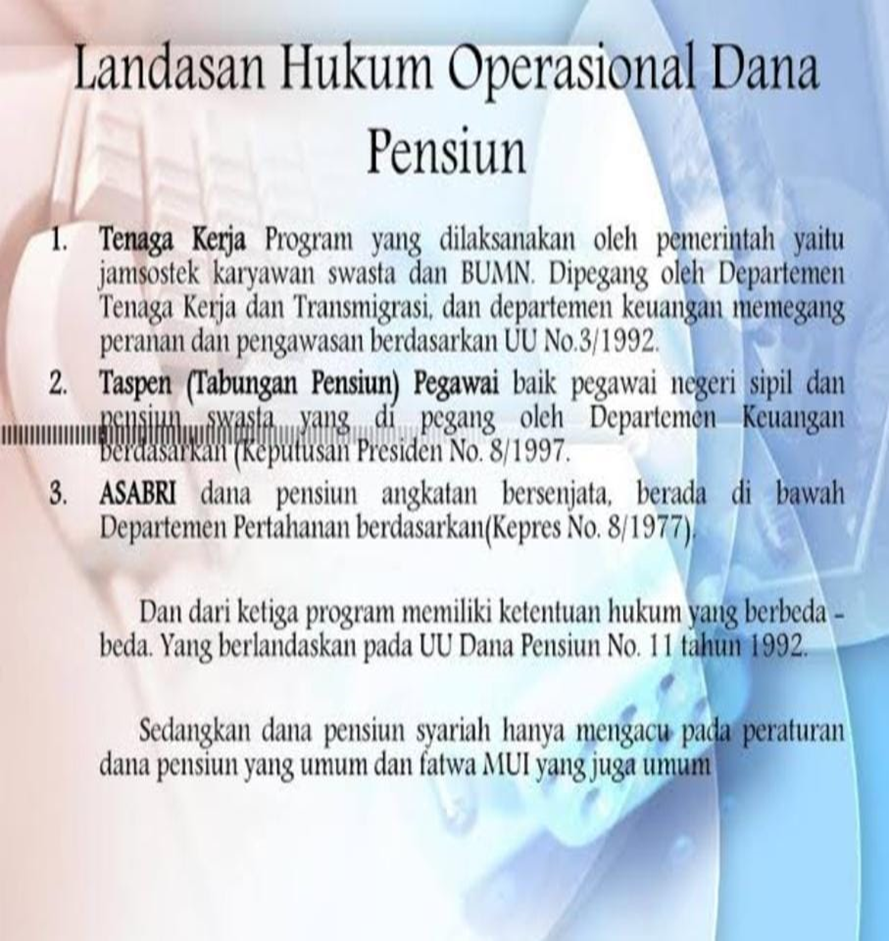 Landasan Hukum Operasional Dana
Pensiun
1. Tenaga Kerja Program yang dilaksanakan oleh pemerintah yaitu
jamsostek karyawan swasta dan BUMN. Dipegang oleh Departemen
Tenaga Kerja dan Transmigrasi, dan departemen keuangan memegang
peranan dan pengawasan berdasarkan UU No.3/1992.
2. Taspen (Tabungan Pensiun) Pegawai baik pegawai negeri sipil dan
pensiun swasta yang di pegang oleh Departemen Keuangan
berdasarkan (Keputusan Presiden No. 8/1997.
3. ASABRI dana pensiun angkatan bersenjata, berada di bawah
Departemen Pertahanan berdasarkan(Kepres No. 8/1977).
Dan dari ketiga program memiliki ketentuan hukum yang berbeda –
beda. Yang berlandaskan pada UU Dana Pensiun No. 11 tahun 1992.
Sedangkan dana pensiun syariah hanya mengacu pada peraturan
dana pensiun yang umum dan fatwa MUI yang juga umum